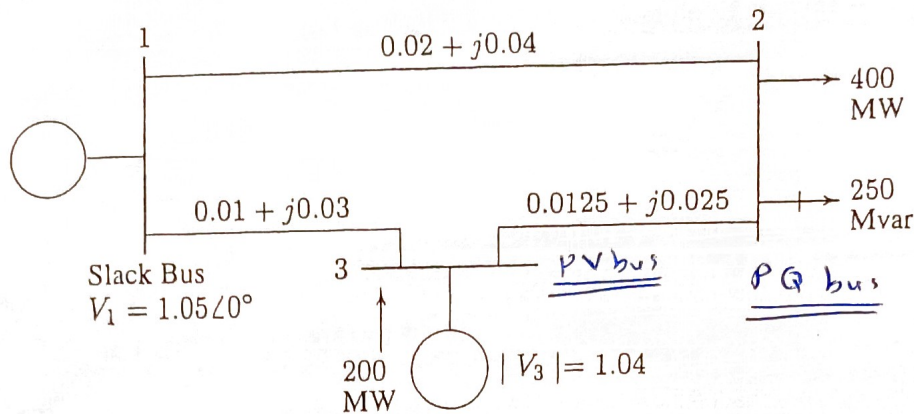 1
2
0.02 + j0.04
400
MW
0.01 + j0.03
0.0125 + j0.025
250
Mvar
Slack Bus
V₁ = 1.05∠0°
3
PV bus
PQ bus
200
MW
| V₃ |= 1.04